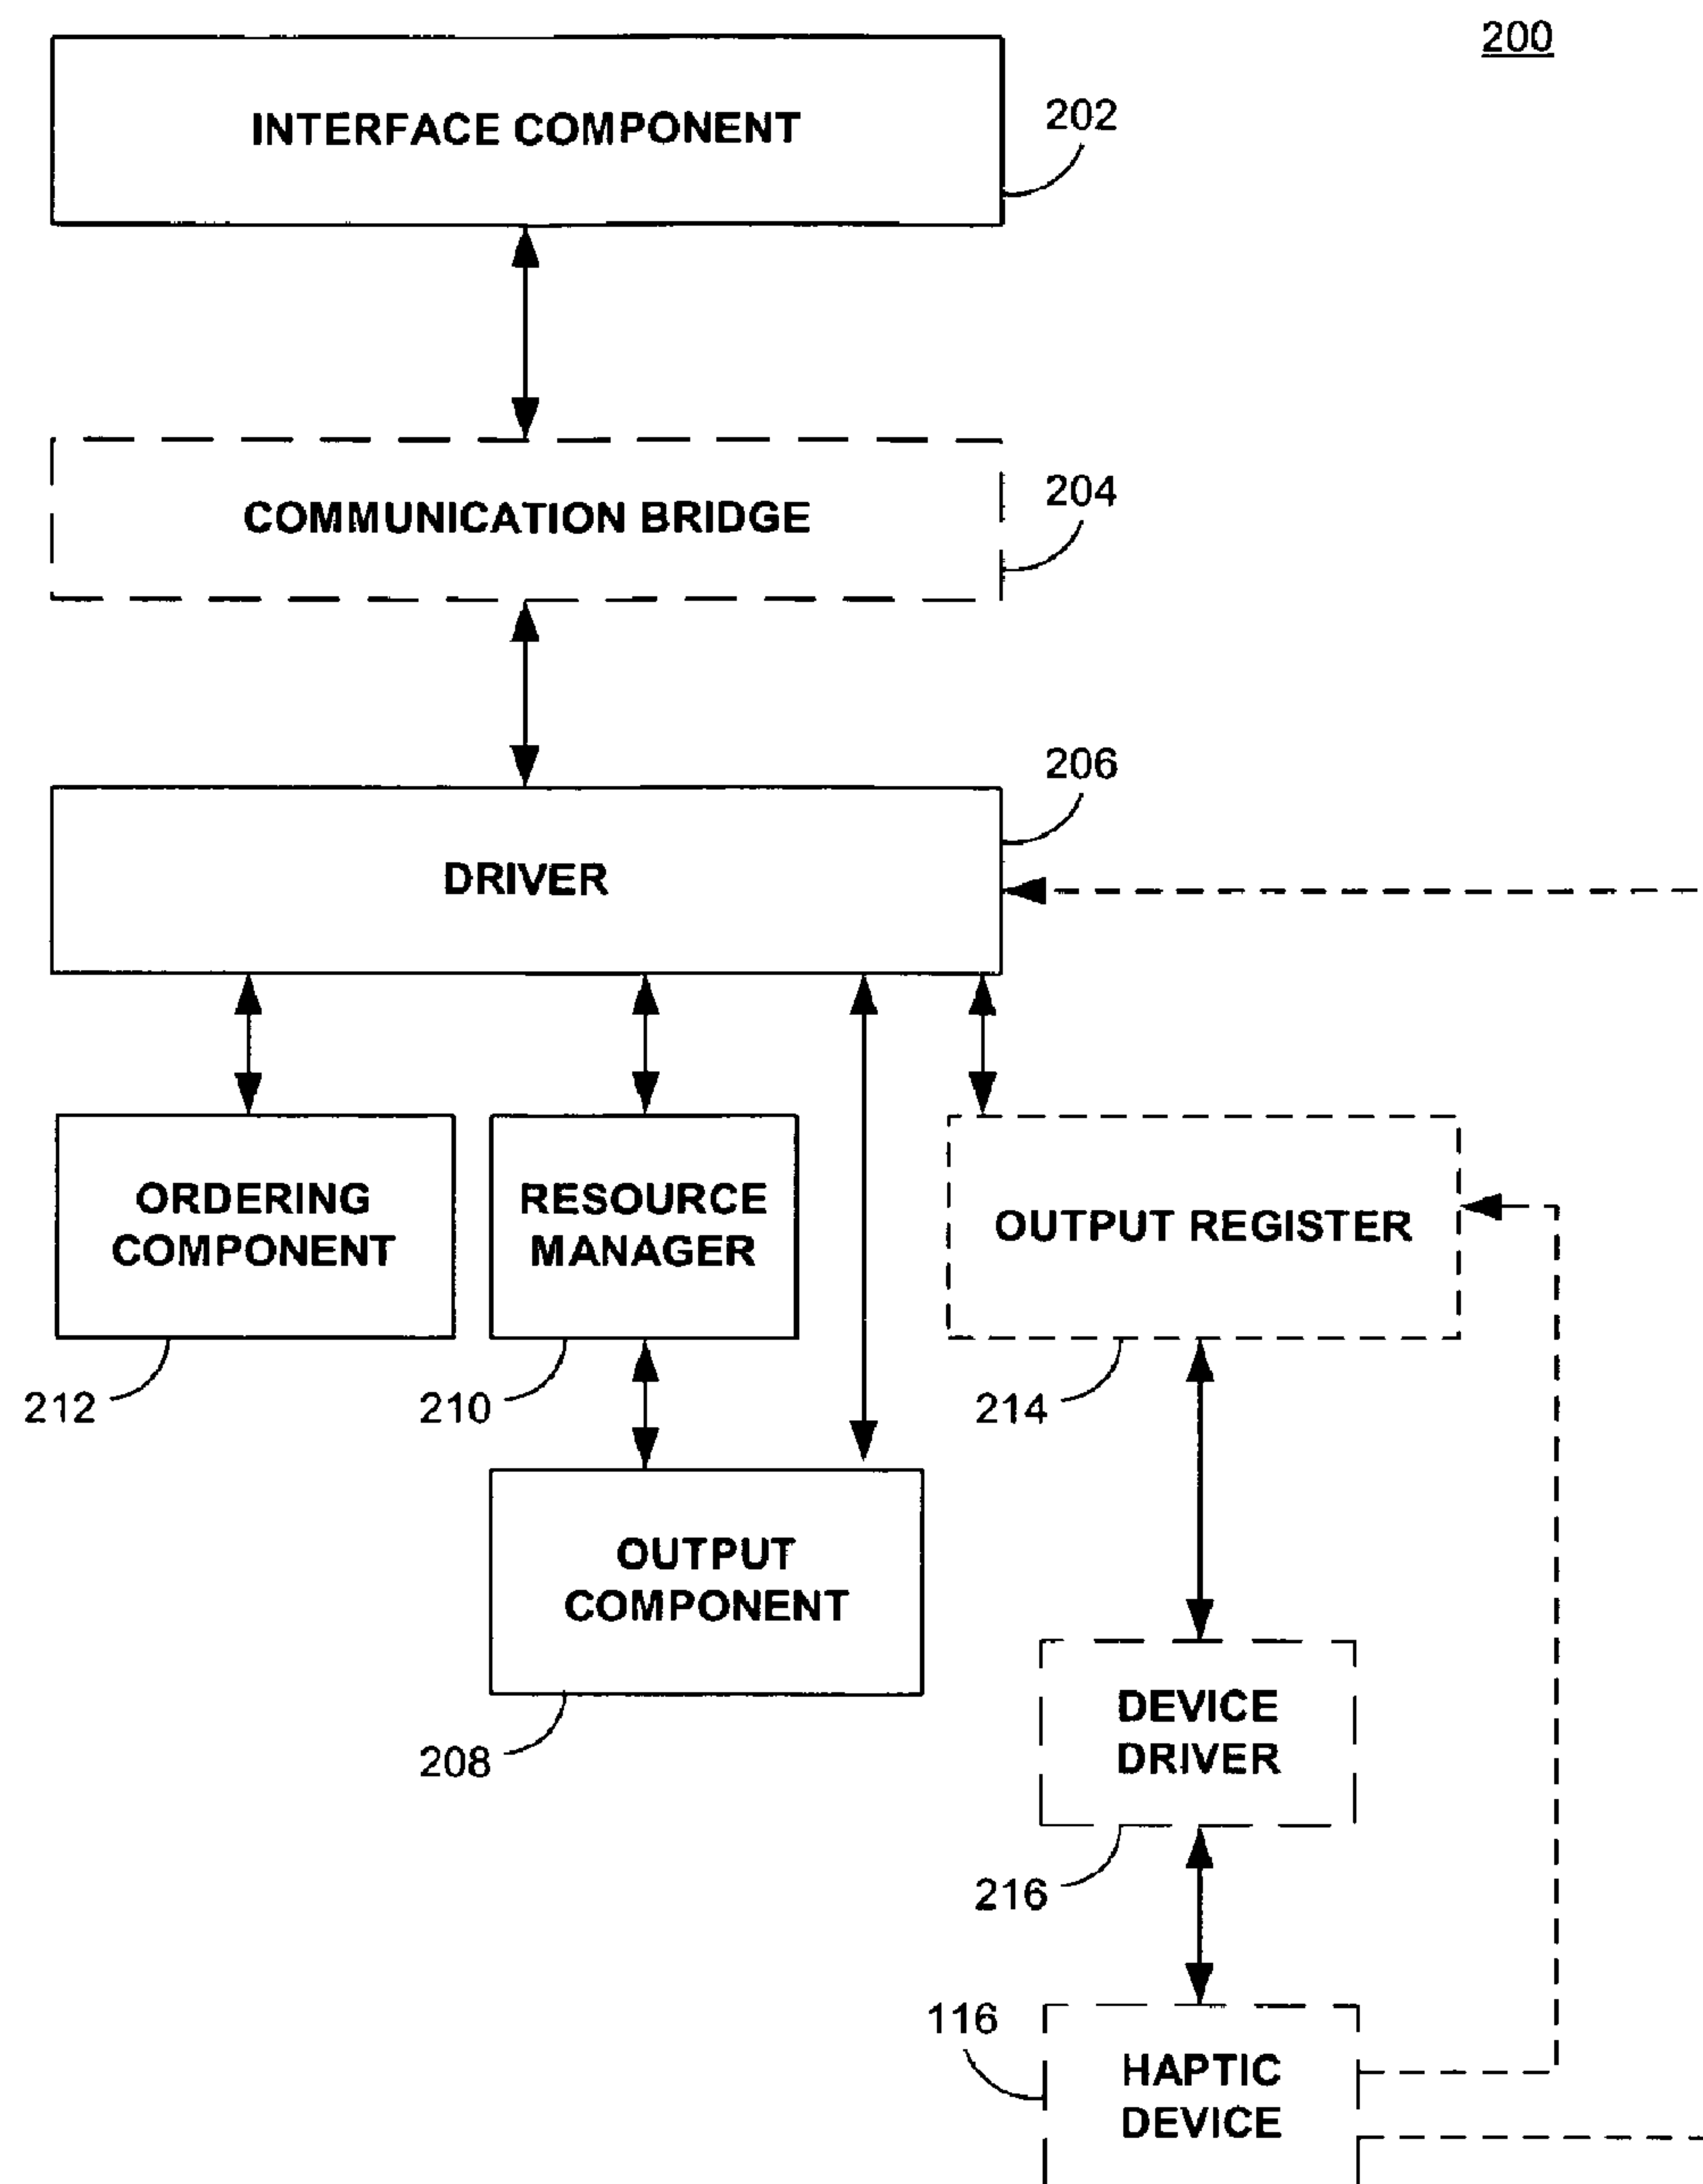 200
INTERFACE COMPONENT
202
COMMUNICATION BRIDGE
204
206
DRIVER
ORDERING
COMPONENT
RESOURCE
MANAGER
OUTPUT REGISTER
212
210
214
OUTPUT
COMPONENT
208
DEVICE
DRIVER
216
116
HAPTIC
DEVICE